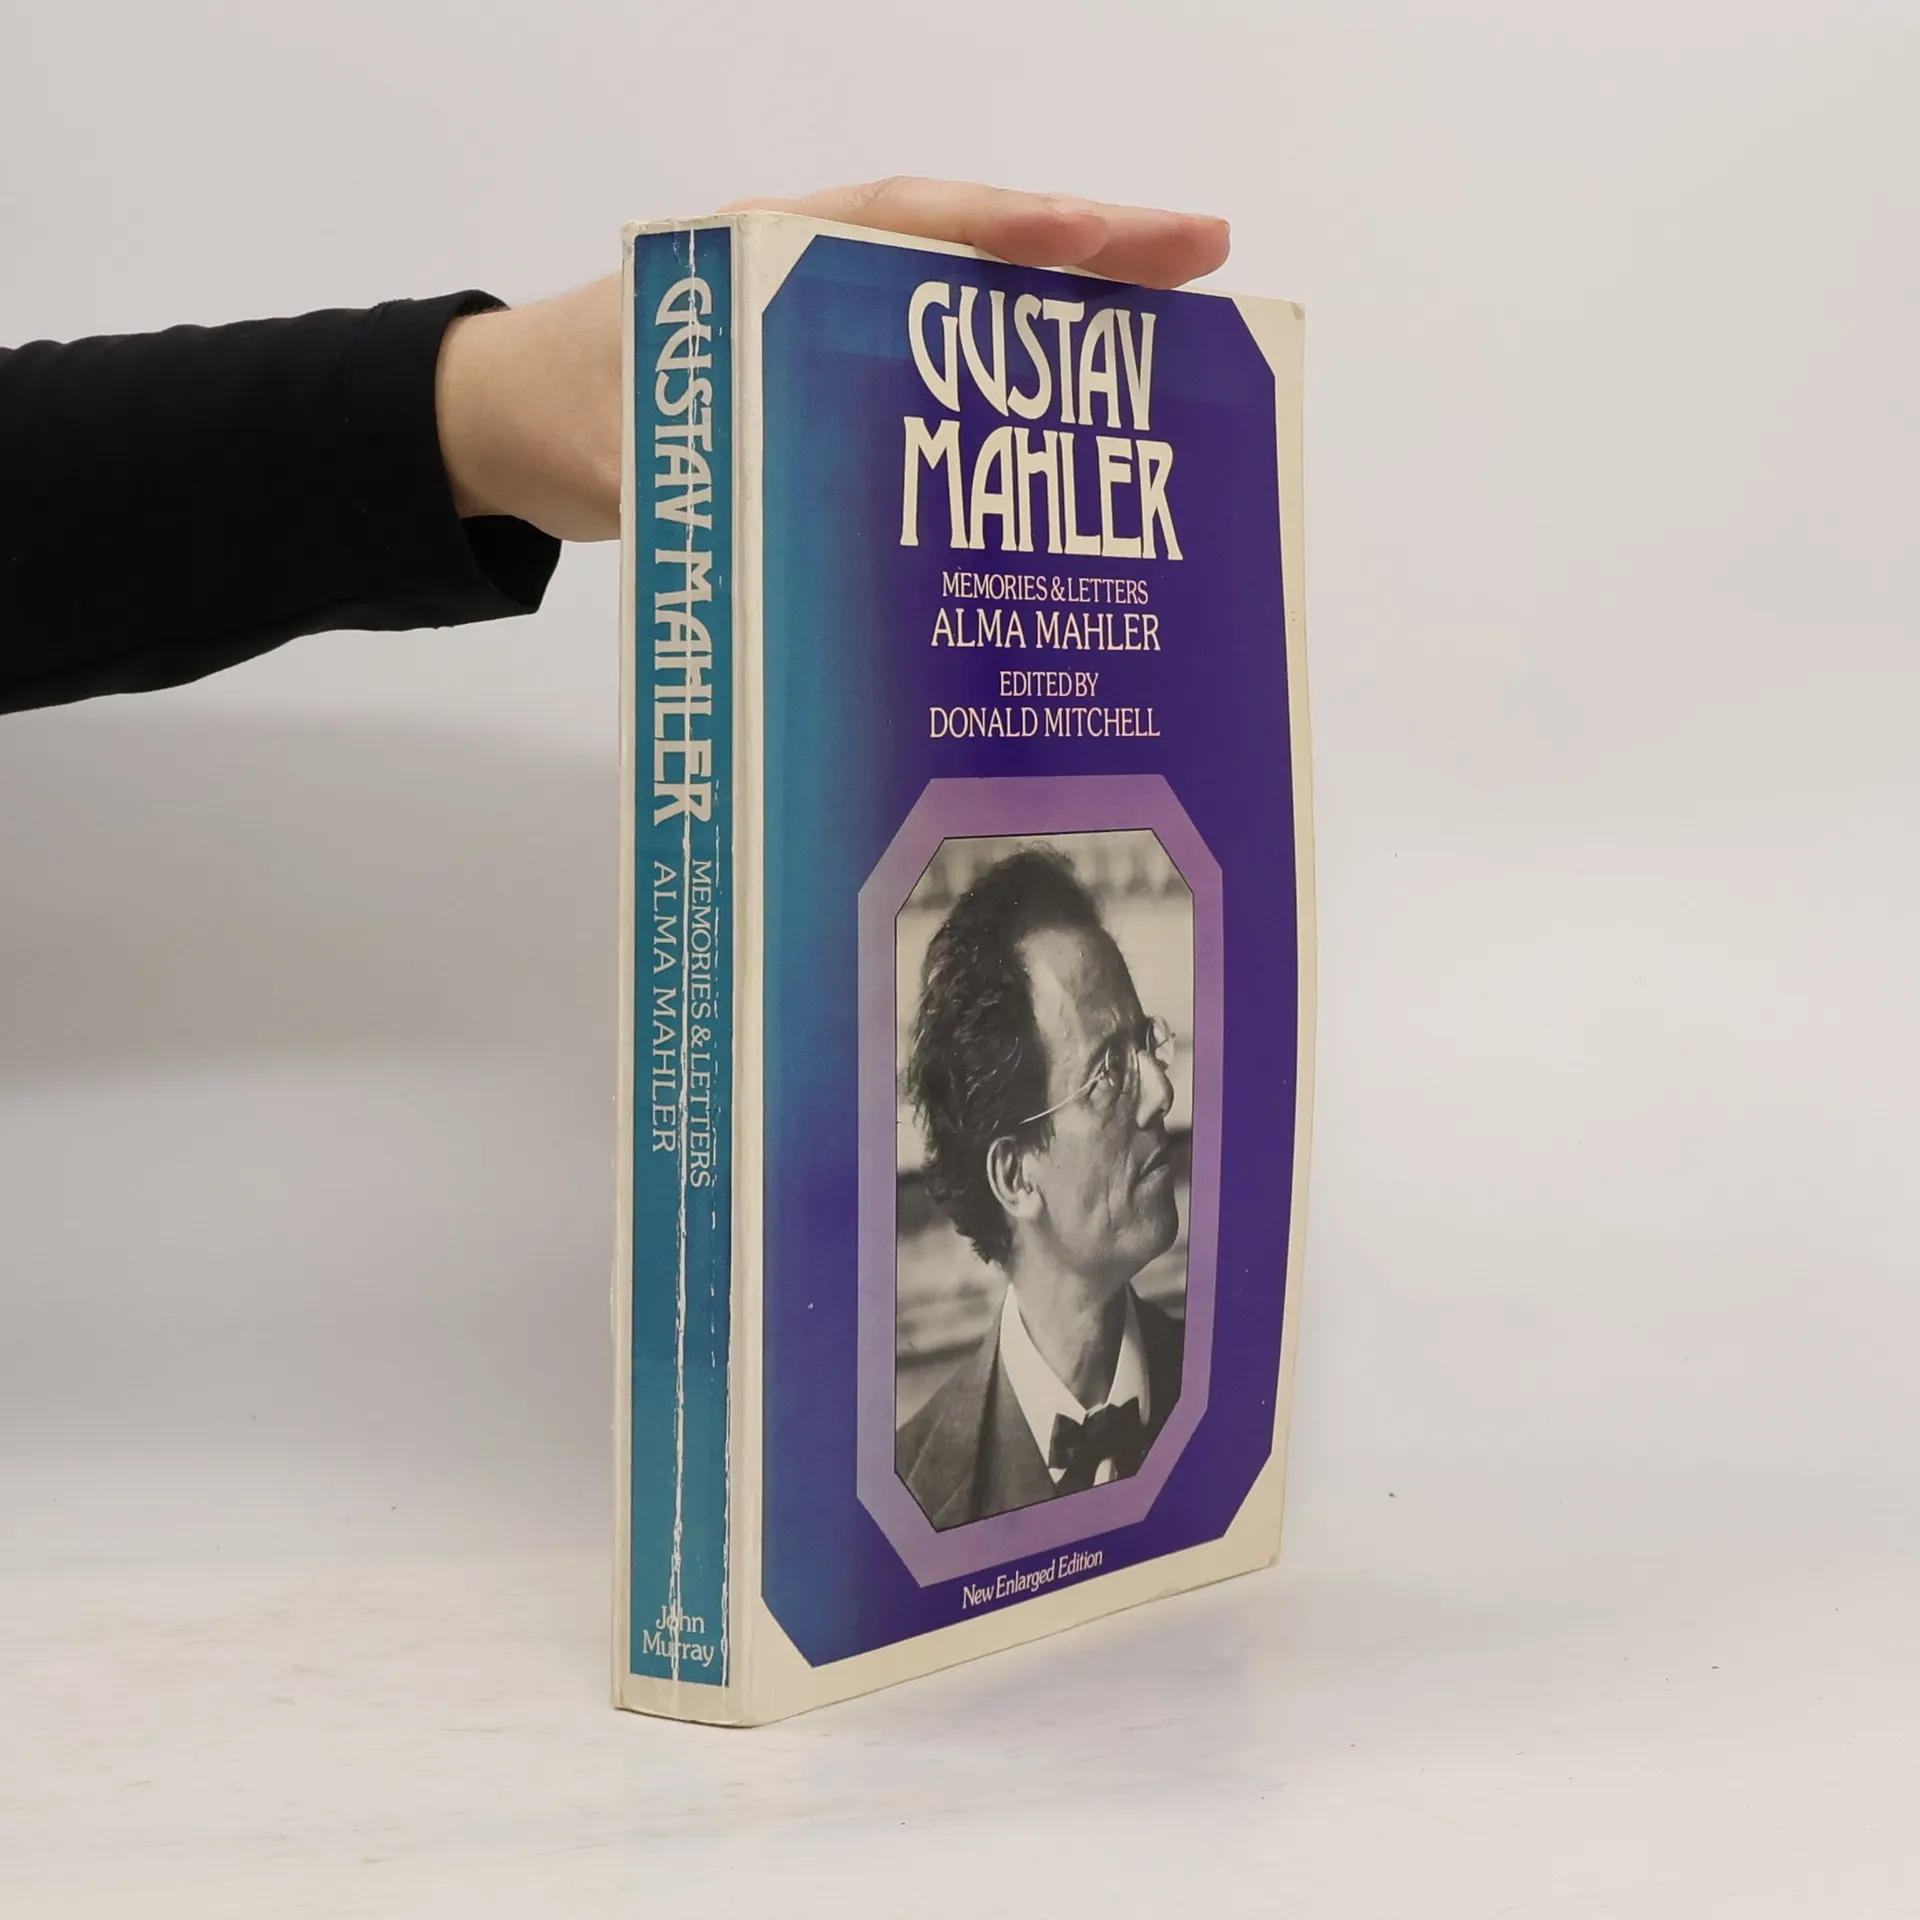 GUSTAV MAHLER
MEMORIES & LETTERS
ALMA MAHLER
John
Murray
GUSTAV
MAHLER
MEMORIES & LETTERS
ALMA MAHLER
EDITED BY
DONALD MITCHELL
New Enlarged Edition